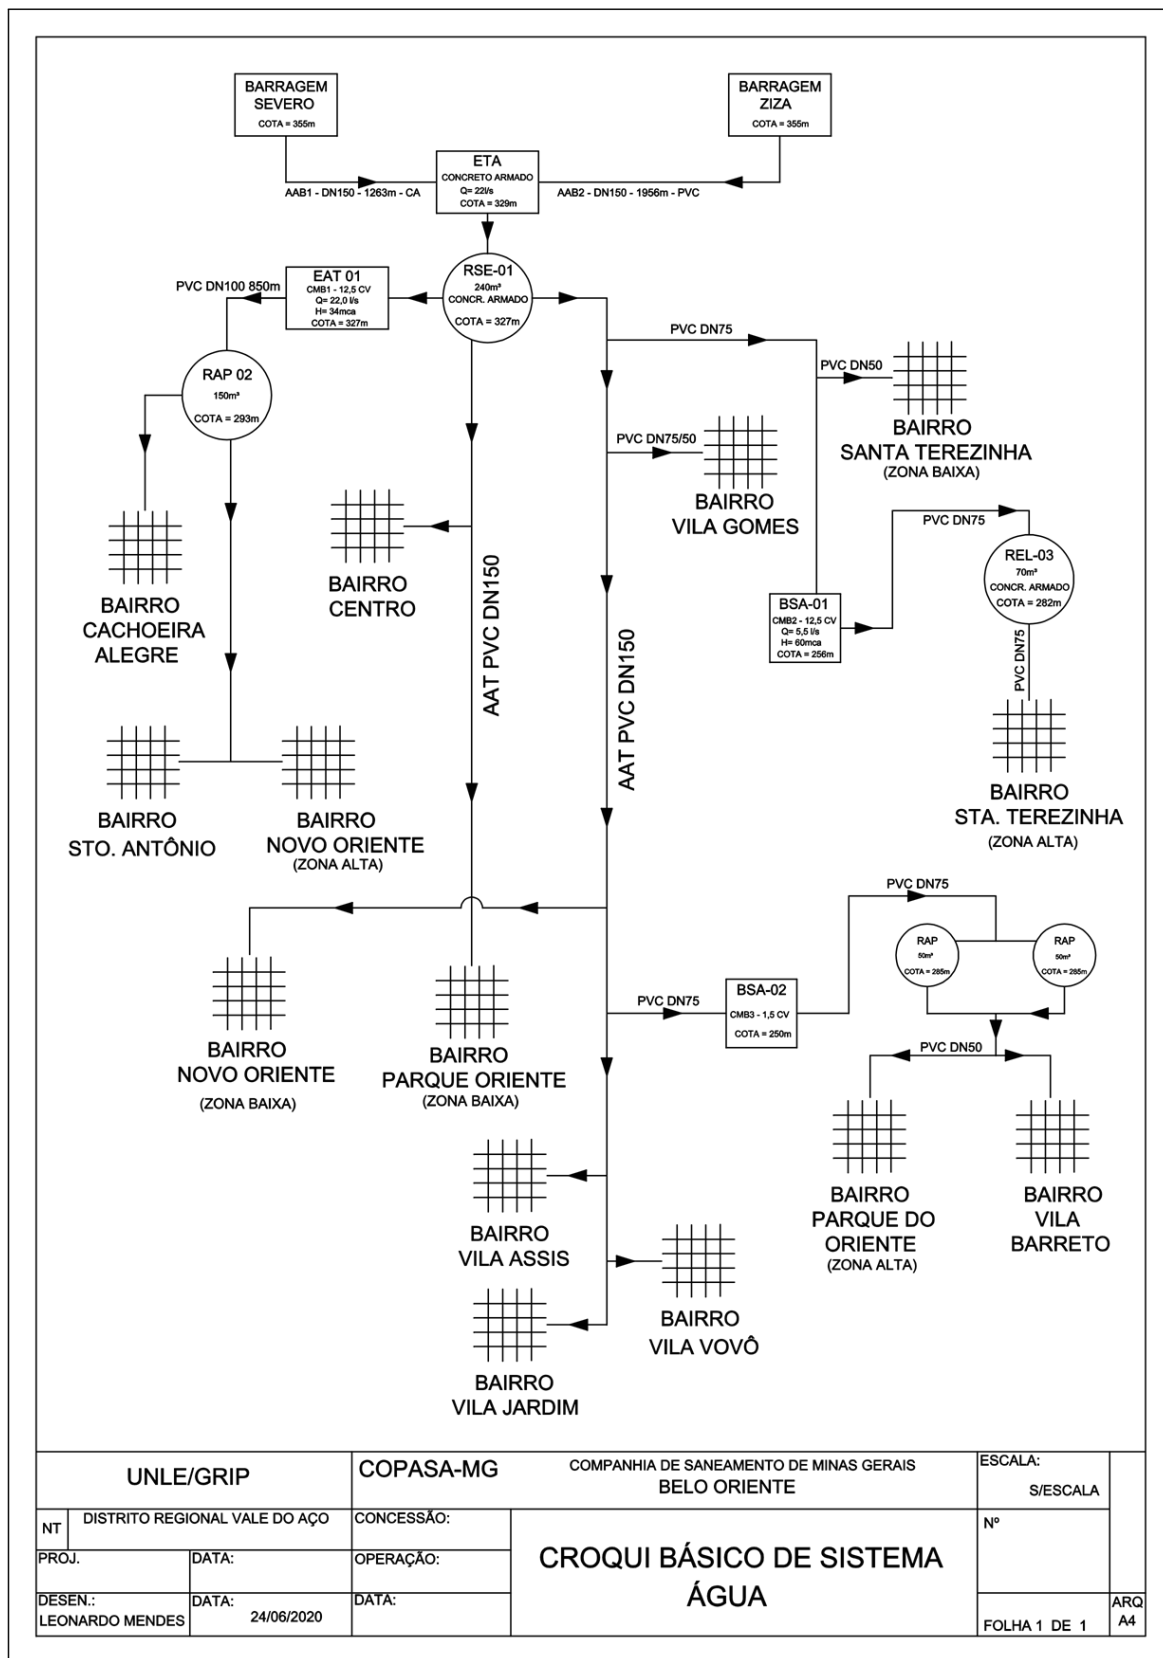 BARRAGEM
SEVERO
COTA = 355m
BARRAGEM
ZIZA
COTA = 355m
ETA
CONCRETO ARMADO
Q= 22l/s
COTA = 329m
AAB1 - DN150 - 1263m - CA
AAB2 - DN150 - 1956m - PVC
RSE-01
240m³
CONCR. ARMADO
COTA = 327m
EAT 01
CMB1 - 12,5 CV
Q= 22,0 l/s
H= 34mca
COTA = 327m
PVC DN100 850m
RAP 02
150m³
COTA = 293m
PVC DN75
PVC DN50
BAIRRO
SANTA TEREZINHA
(ZONA BAIXA)
PVC DN75/50
BAIRRO
VILA GOMES
PVC DN75
REL-03
70m³
CONCR. ARMADO
COTA = 282m
BSA-01
CMB2 - 12,5 CV
Q= 5,5 l/s
H= 60mca
COTA = 256m
PVC DN75
BAIRRO
STA. TEREZINHA
(ZONA ALTA)
BAIRRO
CACHOEIRA
ALEGRE
BAIRRO
CENTRO
AAT PVC DN150
AAT PVC DN150
BAIRRO
STO. ANTÔNIO
BAIRRO
NOVO ORIENTE
(ZONA ALTA)
PVC DN75
RAP
50m³
COTA = 285m
RAP
50m³
COTA = 285m
PVC DN75
BSA-02
CMB3 - 1,5 CV
COTA = 250m
PVC DN50
BAIRRO
NOVO ORIENTE
(ZONA BAIXA)
BAIRRO
PARQUE ORIENTE
(ZONA BAIXA)
BAIRRO
PARQUE DO
ORIENTE
(ZONA ALTA)
BAIRRO
VILA
BARRETO
BAIRRO
VILA ASSIS
BAIRRO
VILA VOVÔ
BAIRRO
VILA JARDIM
UNLE/GRIP
COPASA-MG
COMPANHIA DE SANEAMENTO DE MINAS GERAIS
BELO ORIENTE
ESCALA:
S/ESCALA
NT
DISTRITO REGIONAL VALE DO AÇO
CONCESSÃO:
Nº
PROJ.
DATA:
OPERAÇÃO:
CROQUI BÁSICO DE SISTEMA
ÁGUA
DESEN.:
LEONARDO MENDES
DATA:
24/06/2020
DATA:
FOLHA 1 DE 1
ARQ
A4